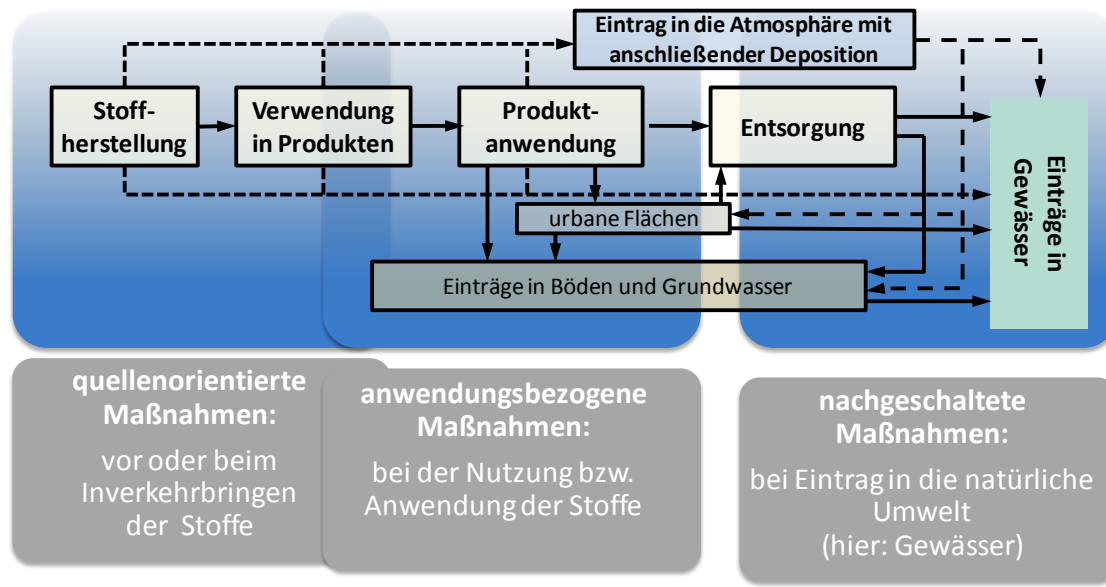 Eintrag in die Atmosphäre mit
anschließender Deposition
Stoff-
herstellung
Verwendung
in Produkten
Produkt-
anwendung
Entsorgung
Einträge in
Gewässer
urbane Flächen
Einträge in Böden und Grundwasser
quellenorientierte
Maßnahmen:
vor oder beim
Inverkehrbringen
der Stoffe
anwendungsbezogene
Maßnahmen:
bei der Nutzung bzw.
Anwendung der Stoffe
nachgeschaltete
Maßnahmen:
bei Eintrag in die natürliche
Umwelt
(hier: Gewässer)